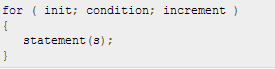 for ( init; condition; increment )
{
   statement(s);
}